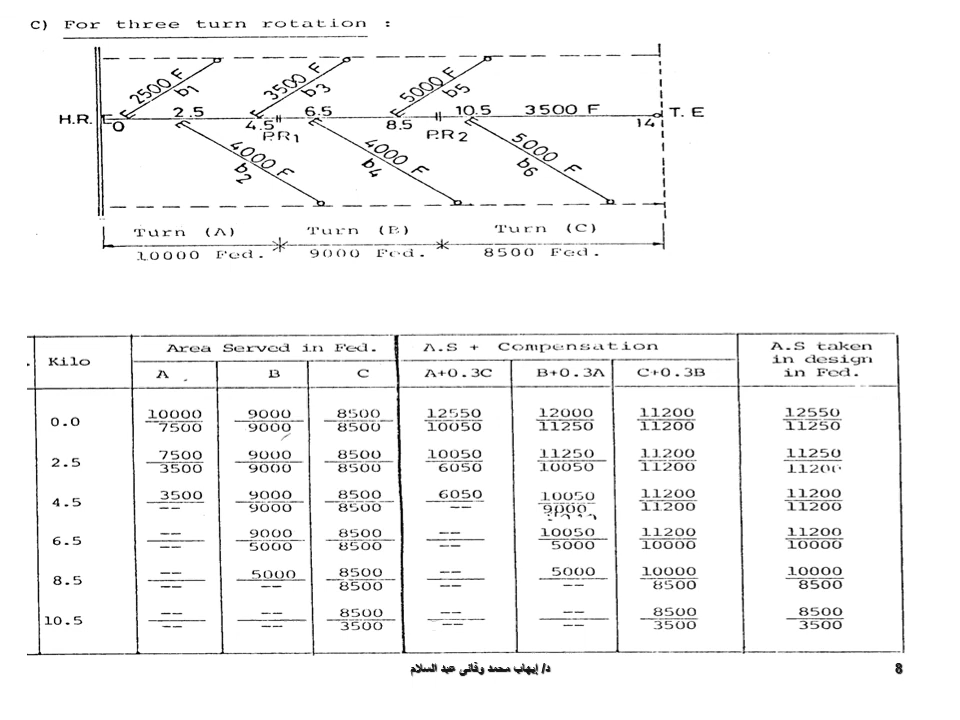 C) For three turn rotation :
2500 F
b1
3500 F
b3
5000 F
b5
H.R. 0 2.5 4.5 6.5 8.5 10.5 3500 F 14 T. E
P.R1 P.R2
4000 F
b2
4000 F
b4
5000 F
b6
Turn (A) Turn (B) Turn (C)
10000 Fed. 9000 Fed. 8500 Fed.
Kilo Area Served in Fed. A.S + Compensation A.S taken in design in Fed.
A B C A+0.3C B+0.3A C+0.3B
0.0
10000 9000 8500 12550 12000 11200 12550
7500 9000 8500 10050 11250 11200 11250
2.5
7500 9000 8500 10050 11250 11200 11250
3500 9000 8500 6050 10050 11200 11200
4.5
3500 9000 8500 6050 10050 11200 11200
-- 9000 8500 -- 9000 11200 11200
6.5
-- 9000 8500 -- 10050 11200 11200
-- 5000 8500 -- 5000 10000 10000
8.5
-- 5000 8500 -- 5000 10000 10000
-- -- 8500 -- -- 8500 8500
10.5
-- -- 8500 -- -- 8500 8500
-- -- 3500 -- -- 3500 3500
د/ إيهاب محمد وفائي عبد السلام
8